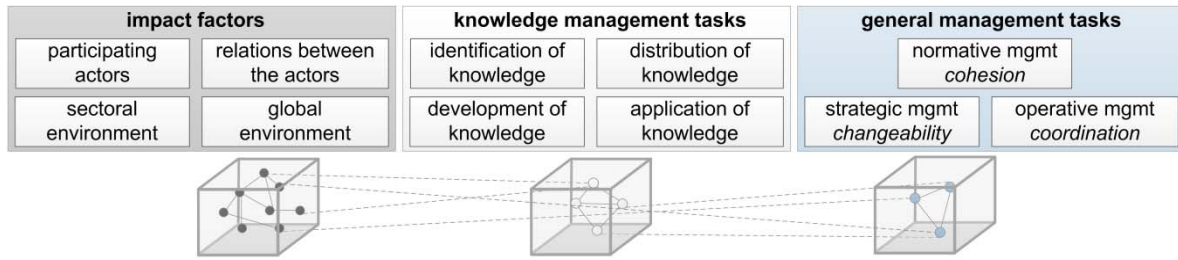 impact factors
participating
actors
relations between
the actors
sectoral
environment
global
environment
knowledge management tasks
identification of
knowledge
distribution of
knowledge
development of
knowledge
application of
knowledge
general management tasks
normative mgmt
cohesion
strategic mgmt
changeability
operative mgmt
coordination